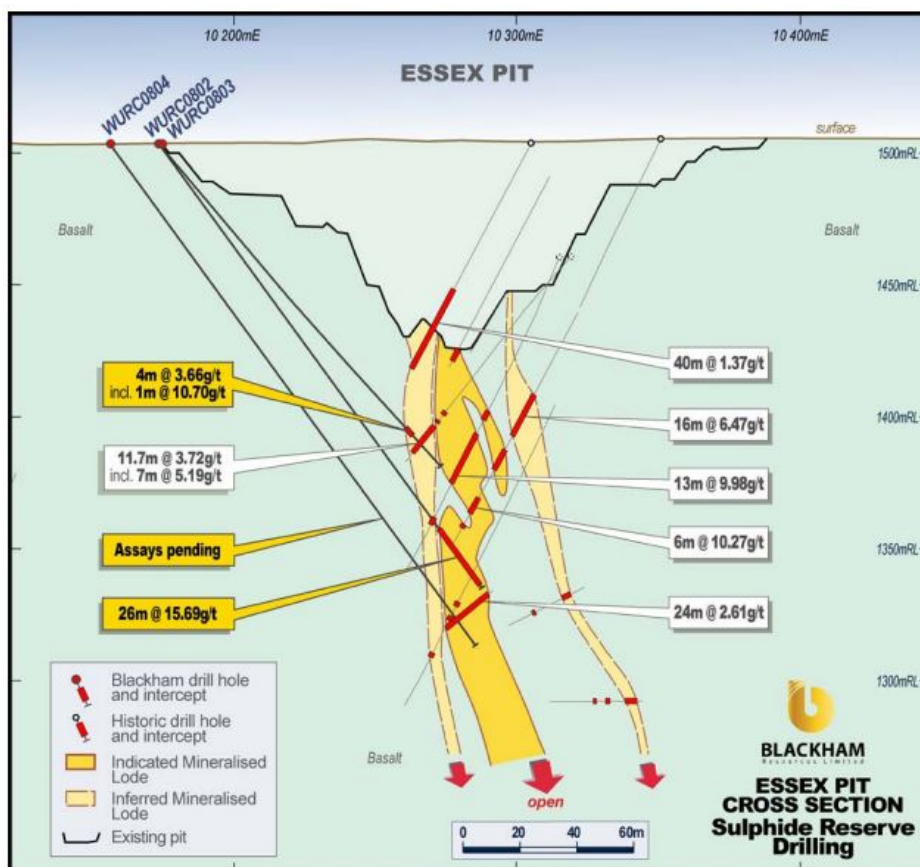 10 200mE
10 300mE
10 400mE
ESSEX PIT
WURC0804
WURC0802
WURC0803
surface
1500mRL
Basalt
Basalt
1450mRL
40m @ 1.37g/t
4m @ 3.66g/t
incl. 1m @ 10.70g/t
1400mRL
16m @ 6.47g/t
11.7m @ 3.72g/t
incl. 7m @ 5.19g/t
13m @ 9.98g/t
6m @ 10.27g/t
Assays pending
1350mRL
26m @ 15.69g/t
24m @ 2.61g/t
Blackham drill hole
and intercept
Historic drill hole
and intercept
Indicated Mineralised
Lode
Inferred Mineralised
Lode
Existing pit
1300mRL
Basalt
open
0 20 40 60m
BLACKHAM
Resources Limited
ESSEX PIT
CROSS SECTION
Sulphide Reserve
Drilling